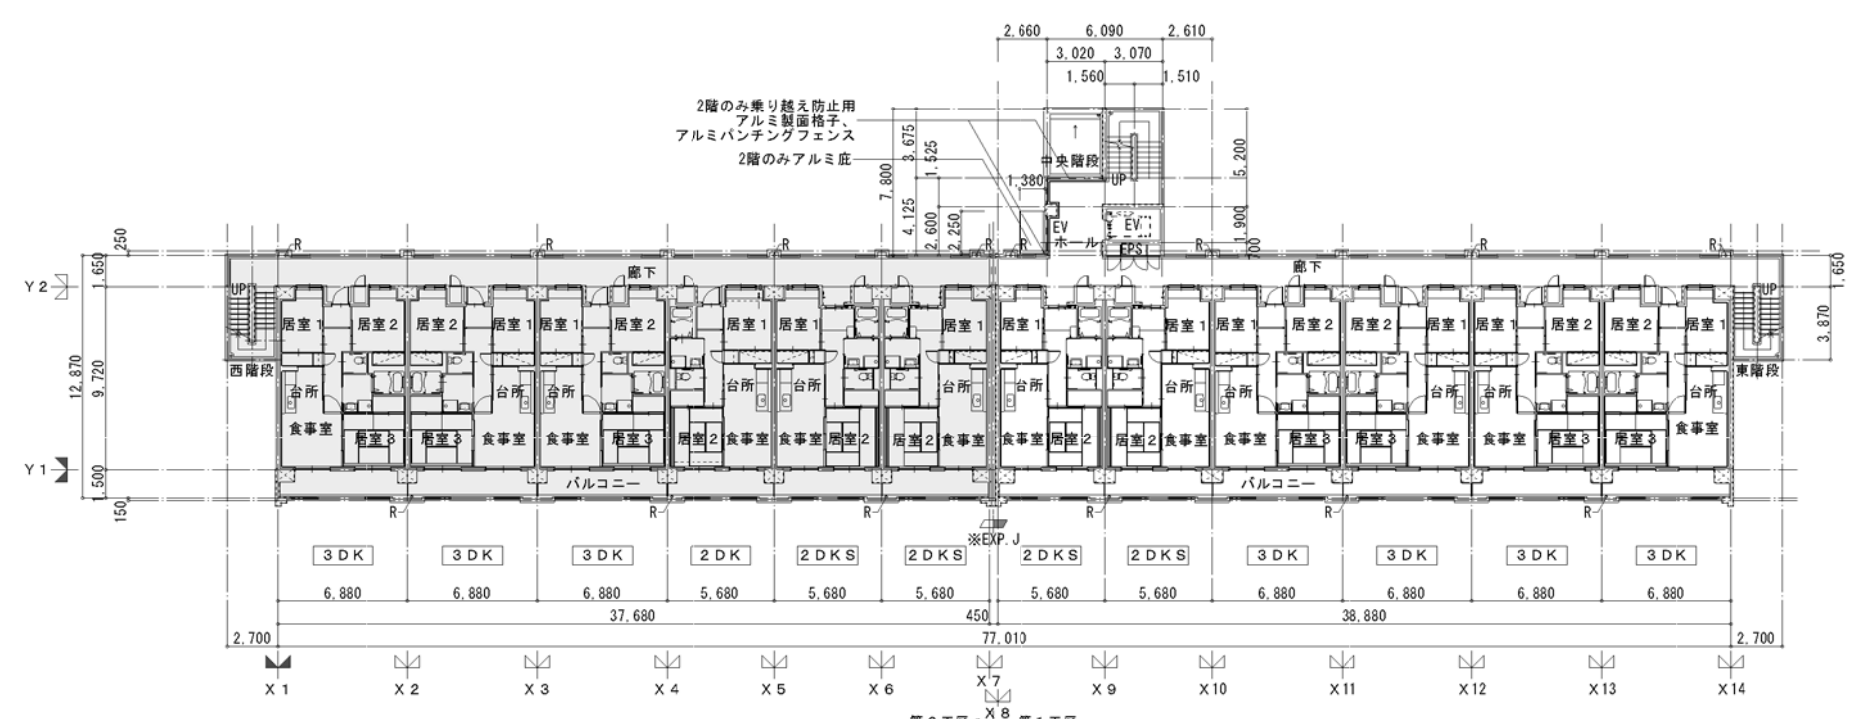 2,660 6,090 2,610
3,020 3,070
1,560 1,510
2階のみ乗り越え防止用
アルミ製面格子、
アルミパンチングフェンス
2階のみアルミ庇
7,800
3,675
1,525
4,125
2,600
2,250
1,380
中央階段
UP
EV
ホール
EV
EPS
5,200
1,900
700
250
1,650
12,870
9,720
1,500
150
Y2
Y1
R R R R R R R R R
廊下 廊下
1,650
3,870
UP UP
西階段 東階段
居室1 居室2 居室2 居室1 居室1 居室2 居室1 居室1 居室1 居室1 居室1 居室1 居室2 居室2 居室1 居室1 居室2 居室2 居室1
台所 台所 台所 台所 台所 台所 台所 台所 台所 台所 台所
食事室 居室3 居室3 食事室 食事室 居室3 居室2 食事室 食事室 居室2 居室2 食事室 食事室 居室2 居室2 食事室 食事室 居室3 居室3 食事室 食事室 居室3 居室3 食事室
バルコニー バルコニー
R R R R R R
※EXP.J
3DK 3DK 3DK 2DK 2DKS 2DKS 2DKS 2DKS 3DK 3DK 3DK 3DK
6,880 6,880 6,880 5,680 5,680 5,680 5,680 5,680 6,880 6,880 6,880 6,880
37,680 450 38,880
2,700 77,010 2,700
X1 X2 X3 X4 X5 X6 X7 X9 X10 X11 X12 X13 X14
X8